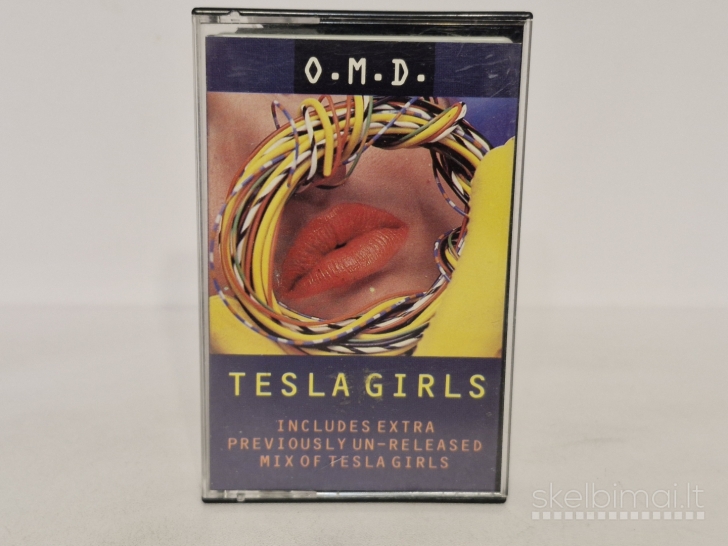 O.M.D.
TESLA GIRLS
INCLUDES EXTRA
PREVIOUSLY UN-RELEASED
MIX OF TESLA GIRLS
skelbimai.lt